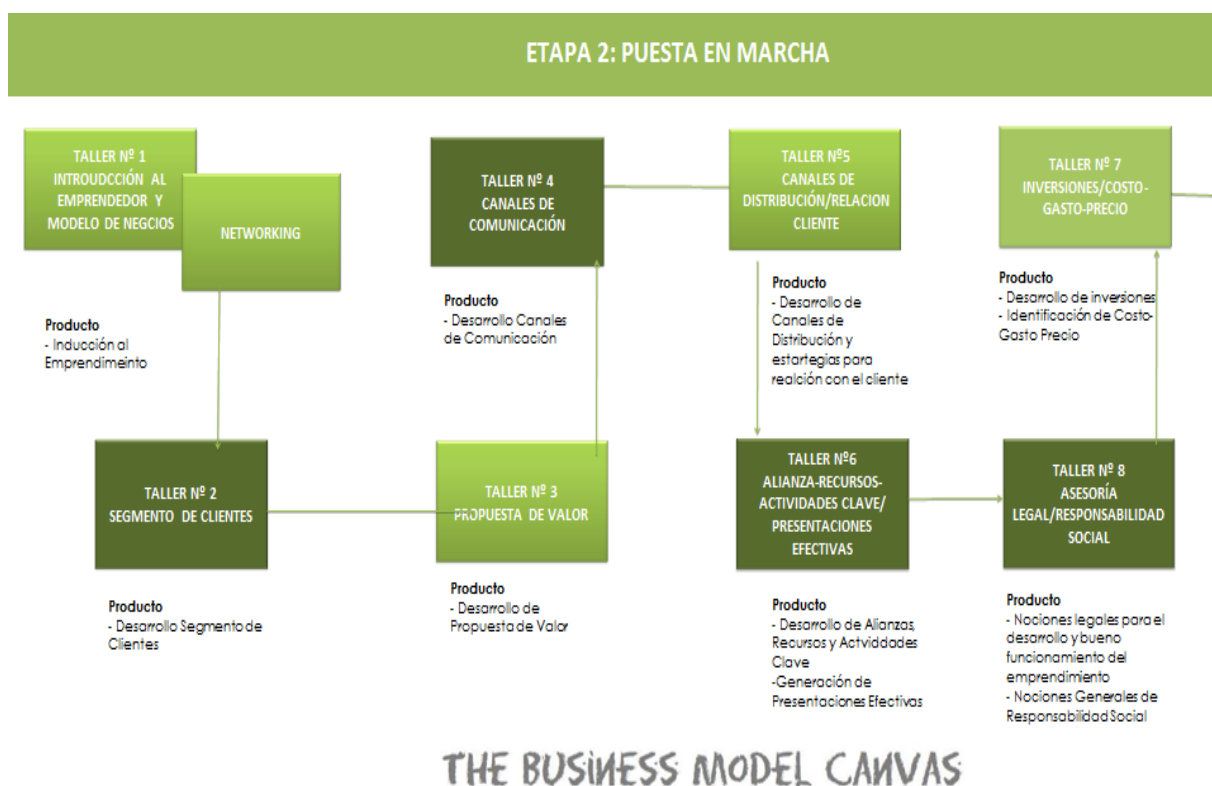 ETAPA 2: PUESTA EN MARCHA
TALLER Nº 1
INTROUDCCIÓN AL
EMPRENDEDOR Y
MODELO DE NEGCIOS
NETWORKING
Producto
- Inducción al
Emprendimeinto
TALLER Nº 2
SEGMENTO DE CLIENTES
Producto
- Desarrollo Segmento de
Clientes
TALLER Nº 3
PROPUESTA DE VALOR
Producto
- Desarrollo de
Propuesta de Valor
TALLER Nº 4
CANALES DE
COMUNICACIÓN
Producto
- Desarrollo Canales
de Comunicación
TALLER Nº5
CANALES DE
DISTRIBUCIÓN/RELACION
CLIENTE
Producto
- Desarrollo de
Canales de
Distribución y
estartegias para
realción con el cliente
TALLER Nº6
ALIANZA-RECURSOS-
ACTIVIDADES CLAVE/
PRESENTACIONES
EFECTIVAS
Producto
- Desarrollo de Alianzas,
Recursos y Actviddades
Clave
-Generación de
Presentaciones Efectivas
TALLER Nº 7
INVERSIONES/COSTO-
GASTO-PRECIO
Producto
- Desarrollo de inversiones
- Identificación de Costo-
Gasto Precio
TALLER Nº 8
ASESORÍA
LEGAL/RESPONSABILIDAD
SOCIAL
Producto
- Nociones legales para el
desarrollo y bueno
funcionamiento del
emprendimiento
- Nociones Generales de
Responsabilidad Social
THE BUSINESS MODEL CANVAS